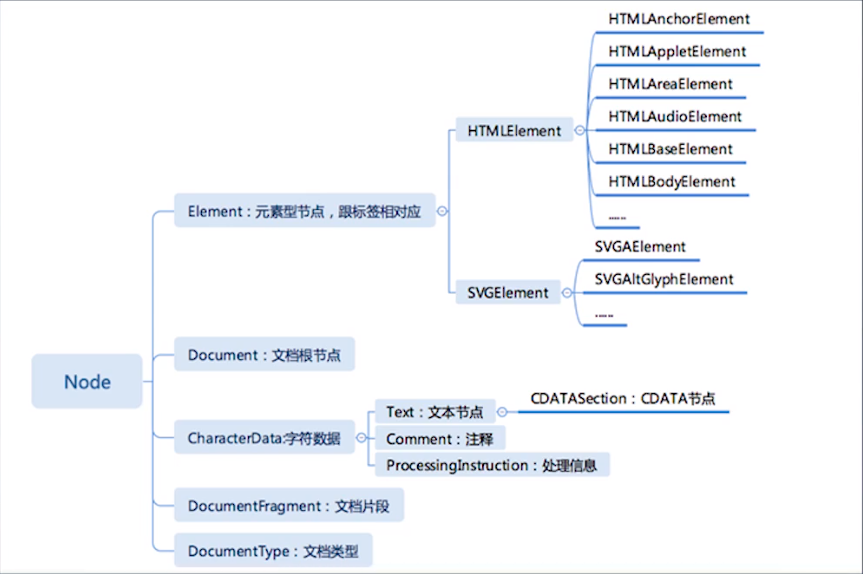 HTMLAnchorElement
HTMLAppletElement
HTMLAreaElement
HTMLElement
HTMLAudioElement
HTMLBaseElement
HTMLBodyElement
Element：元素型节点，跟标签相对应
.....
SVGAElement
SVGElement
SVGAltGlyphElement
.....
Document：文档根节点
Node
CDATASection：CDATA节点
Text：文本节点
CharacterData:字符数据
Comment：注释
ProcessingInstruction：处理信息
DocumentFragment：文档片段
DocumentType：文档类型